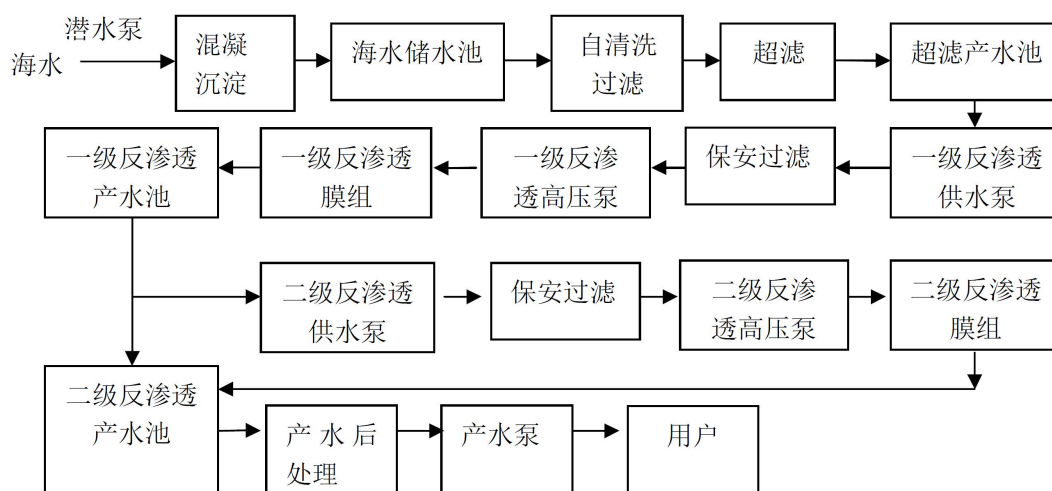 潜水泵
海水
混凝
沉淀
海水储水池
自清洗
过滤
超滤
超滤产水池
一级反渗透
产水池
一级反渗透
膜组
一级反渗
透高压泵
保安过滤
一级反渗透
供水泵
二级反渗透
供水泵
保安过滤
二级反渗
透高压泵
二级反渗透
膜组
二级反渗透
产水池
产 水 后
处理
产水泵
用户